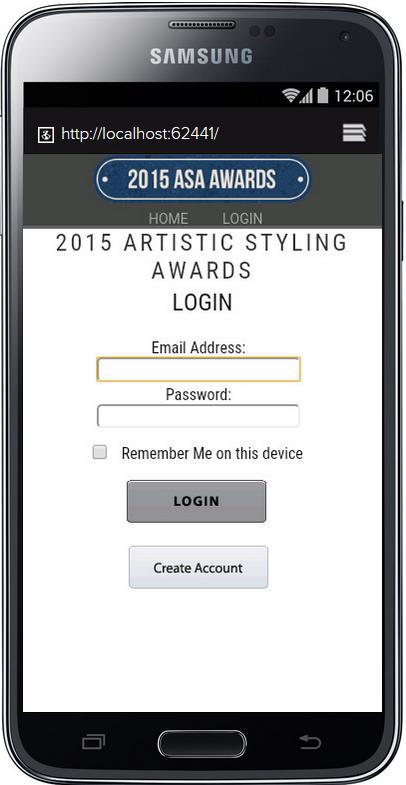 SAMSUNG
12:06
http://localhost:62441/
2015 ASA AWARDS
HOME LOGIN
2015 ARTISTIC STYLING
AWARDS
LOGIN
Email Address:
Password:
Remember Me on this device
LOGIN
Create Account